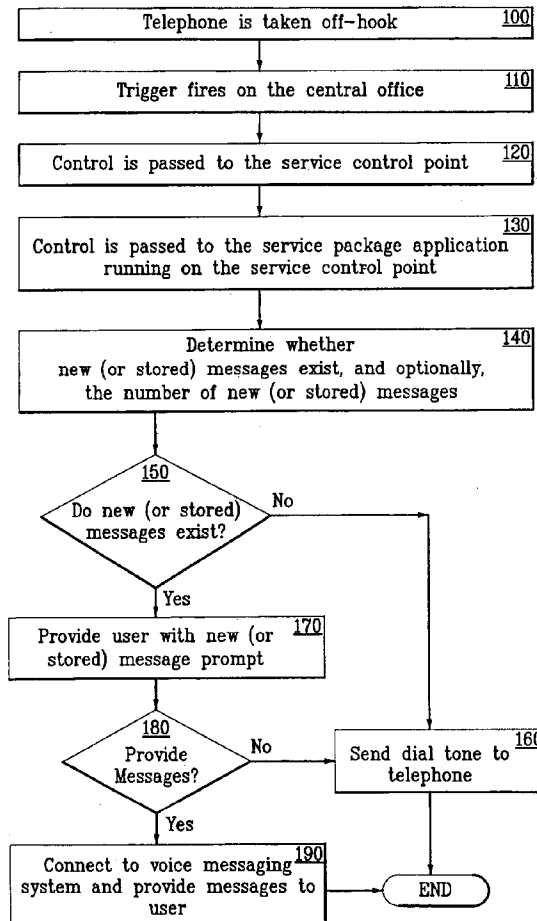 100
Telephone is taken off-hook
110
Trigger fires on the central office
120
Control is passed to the service control point
130
Control is passed to the service package application
running on the service control point
140
Determine whether
new (or stored) messages exist, and optionally,
the number of new (or stored) messages
150
Do new (or stored)
messages exist?
No
Yes
170
Provide user with new (or
stored) message prompt
180
Provide
Messages?
No
Yes
160
Send dial tone to
telephone
190
Connect to voice messaging
system and provide messages to
user
END